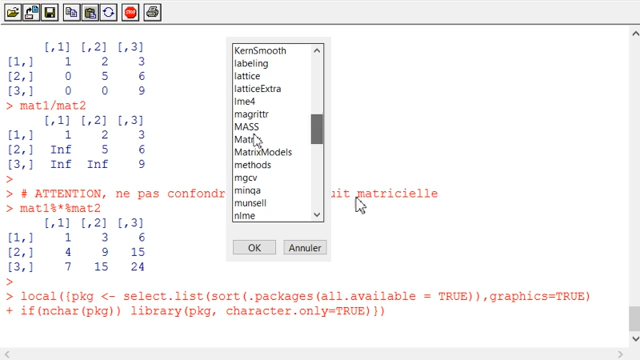 [,1] [,2] [,3]
[1,] 1 2 3
[2,] 0 5 6
[3,] 0 0 9
> mat1/mat2
[,1] [,2] [,3]
[1,] 1 2 3
[2,] Inf 5 6
[3,] Inf Inf 9
>
> # ATTENTION, ne pas confond uit matricielle
> mat1%*%mat2
[,1] [,2] [,3]
[1,] 1 3 6
[2,] 4 9 15
[3,] 7 15 24
>
> local({pkg <- select.list(sort(.packages(all.available = TRUE)),graphics=TRUE)
+ if(nchar(pkg)) library(pkg, character.only=TRUE)})
KernSmooth
labeling
lattice
latticeExtra
lme4
magrittr
MASS
Matrix
MatrixModels
methods
mgcv
minqa
munsell
nlme
OK
Annuler
STOP